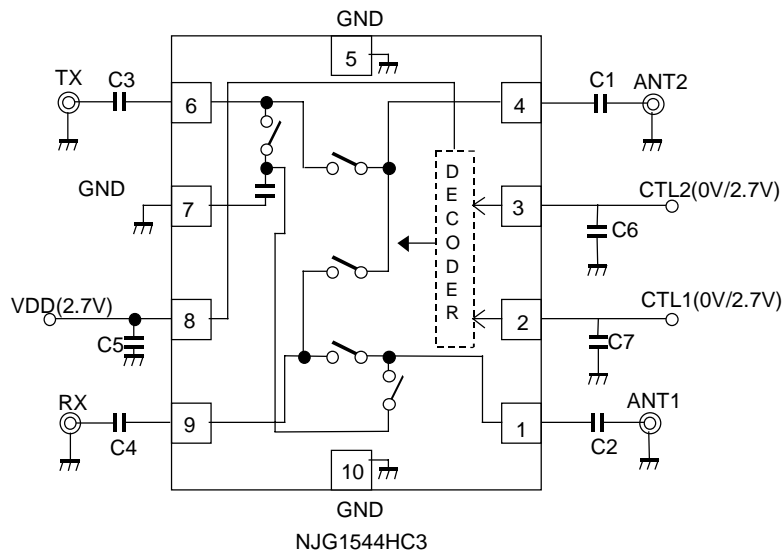 GND
5
TX
C3
6
4
C1
ANT2
GND
7
DECODER
3
CTL2(0V/2.7V)
C6
VDD(2.7V)
8
C5
2
CTL1(0V/2.7V)
C7
RX
C4
9
1
C2
ANT1
10
GND
NJG1544HC3